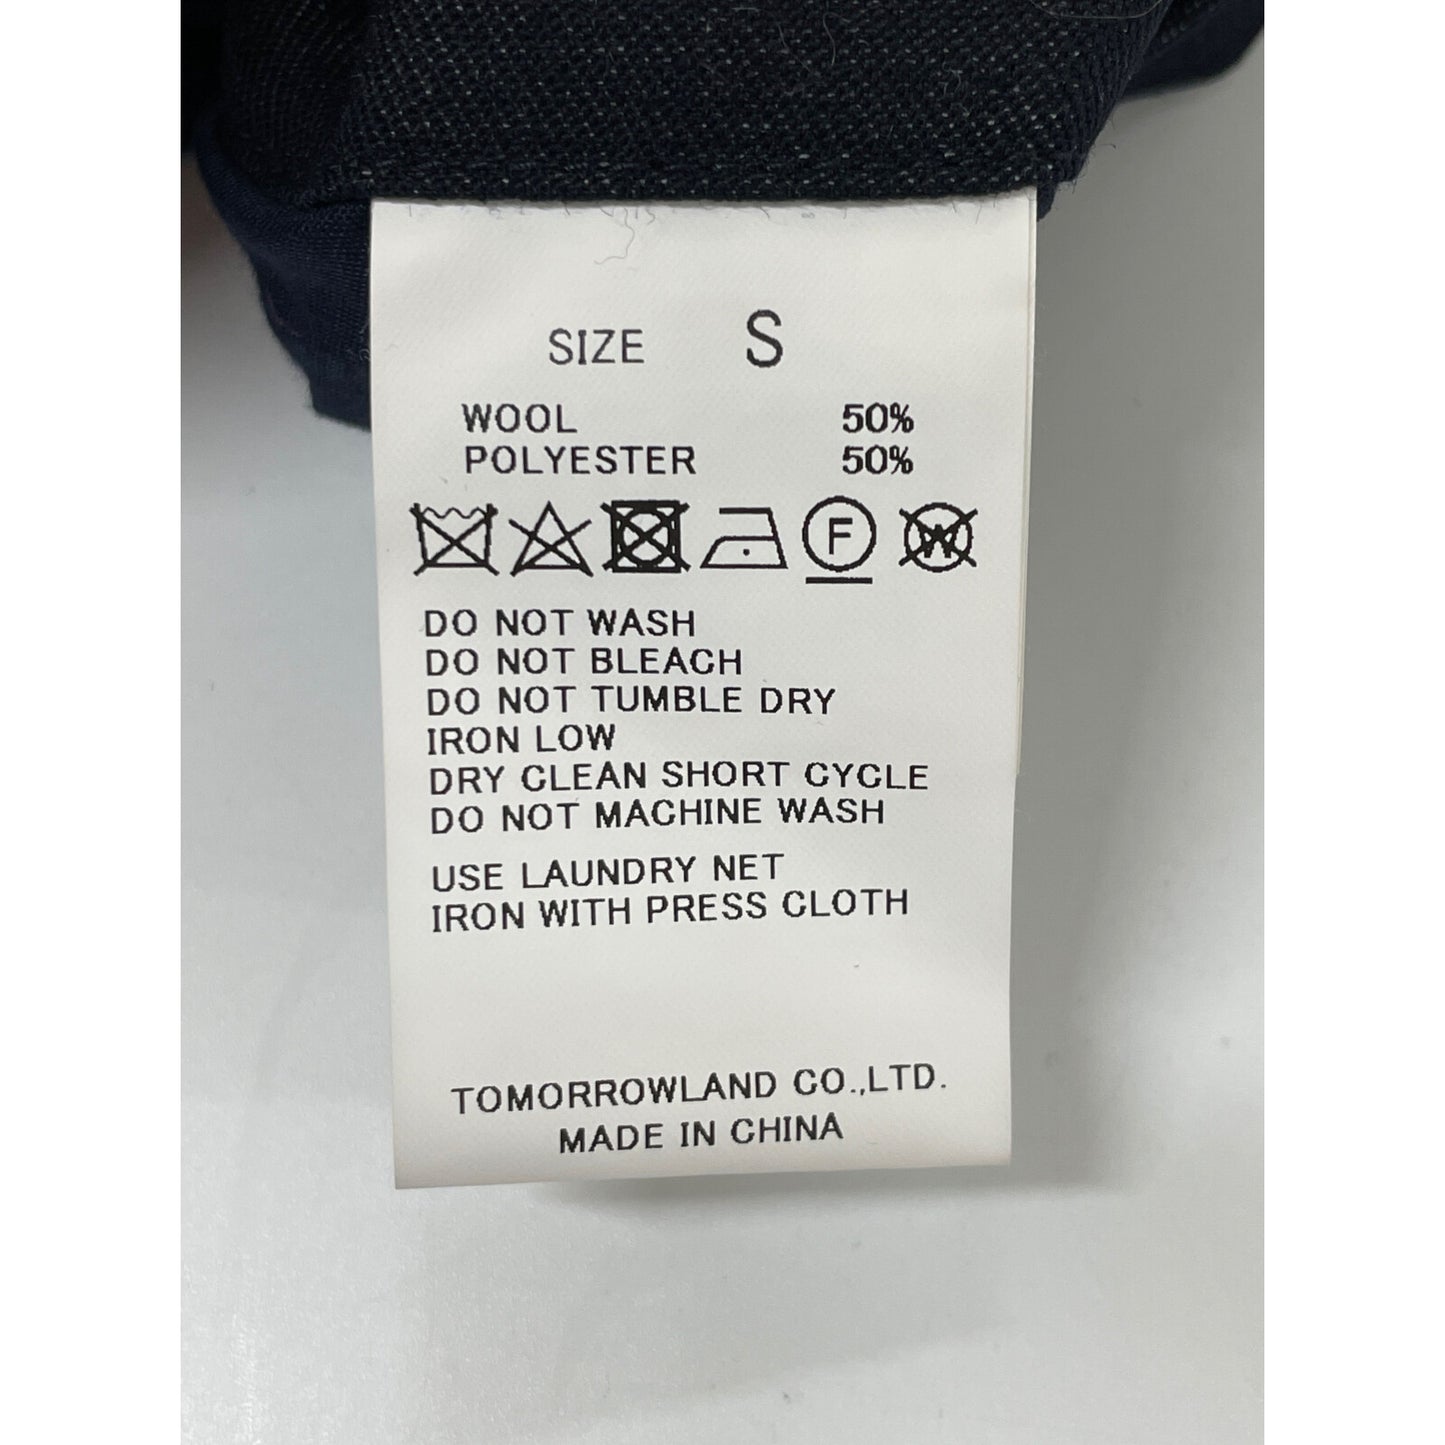 SIZE S
WOOL 50%
POLYESTER 50%
F W
DO NOT WASH
DO NOT BLEACH
DO NOT TUMBLE DRY
IRON LOW
DRY CLEAN SHORT CYCLE
DO NOT MACHINE WASH
USE LAUNDRY NET
IRON WITH PRESS CLOTH
TOMORROWLAND CO.,LTD.
MADE IN CHINA